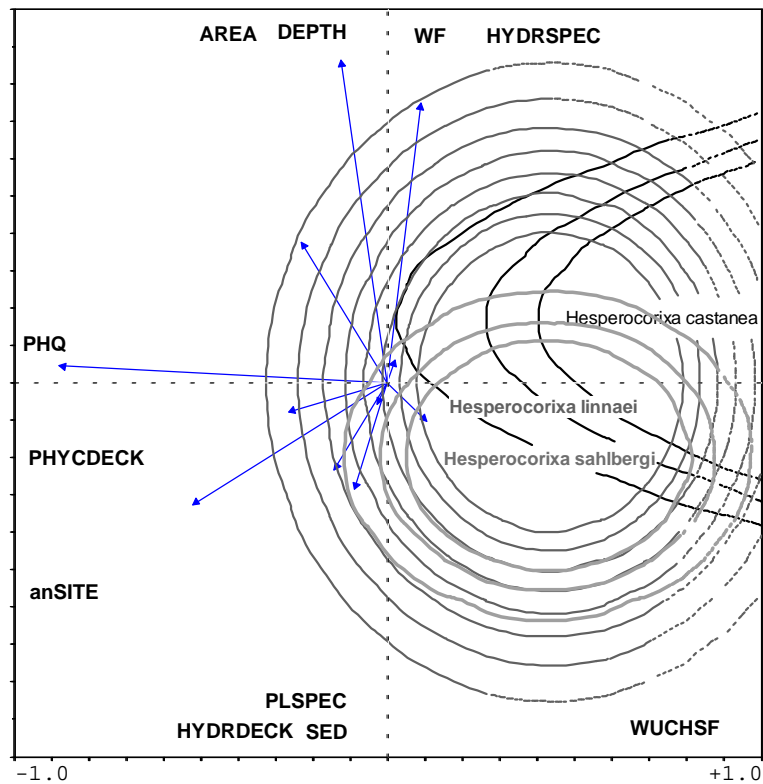 AREA DEPTH WF HYDRSPEC
Hesperocorixa castanea
PHQ
Hesperocorixa linnaei
PHYCDECK
Hesperocorixa sahlbergi
anSITE
PLSPEC
HYDRDECK SED
WUCHSF
-1.0 +1.0